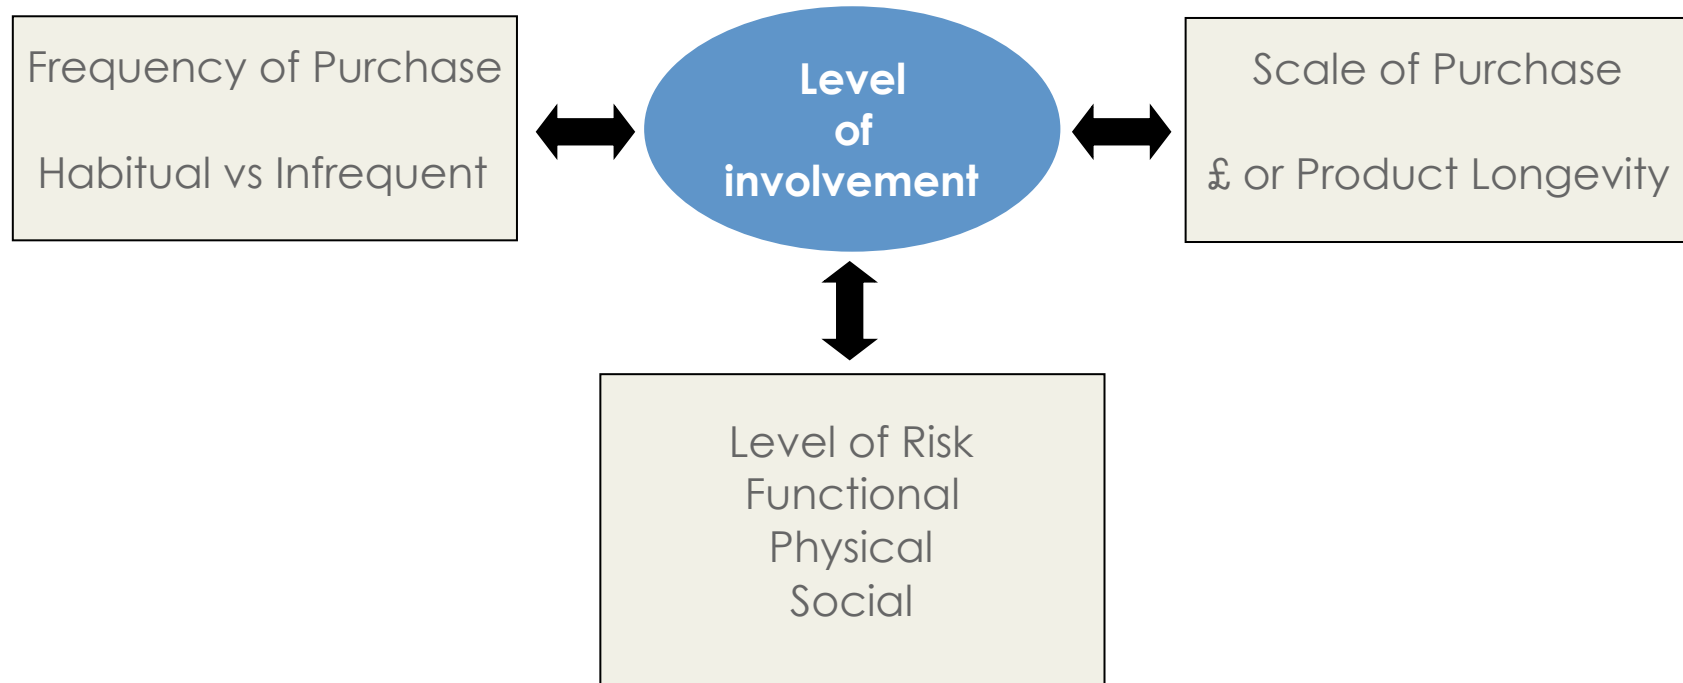 Frequency of Purchase
Habitual vs Infrequent
Level
of
involvement
Scale of Purchase
£ or Product Longevity
Level of Risk
Functional
Physical
Social